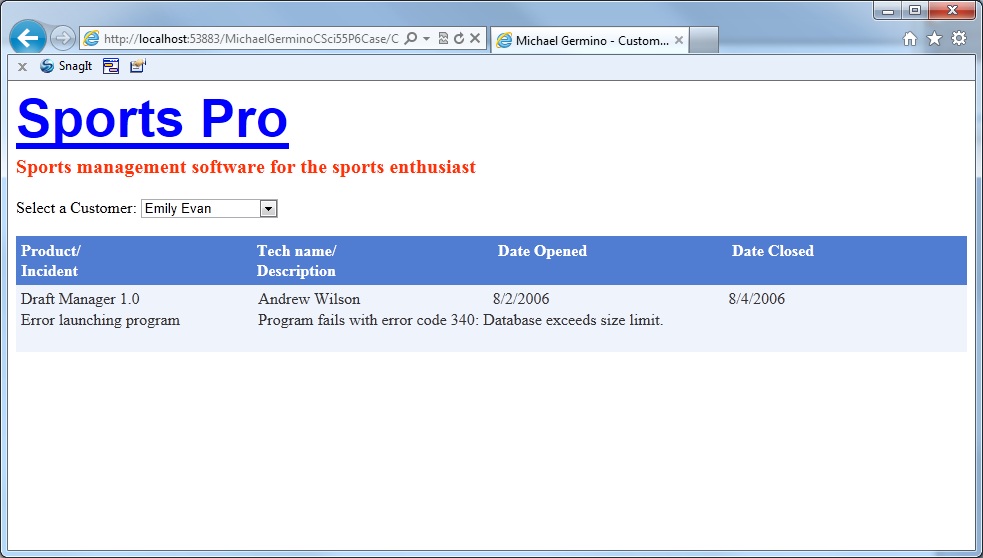 http://localhost:53883/MichaelGerminoCSci55P6Case/C
Michael Germino - Custom...
SnagIt
Sports Pro
Sports management software for the sports enthusiast
Select a Customer: Emily Evan
Product/ Tech name/ Date Opened Date Closed
Incident Description
Draft Manager 1.0 Andrew Wilson 8/2/2006 8/4/2006
Error launching program Program fails with error code 340: Database exceeds size limit.